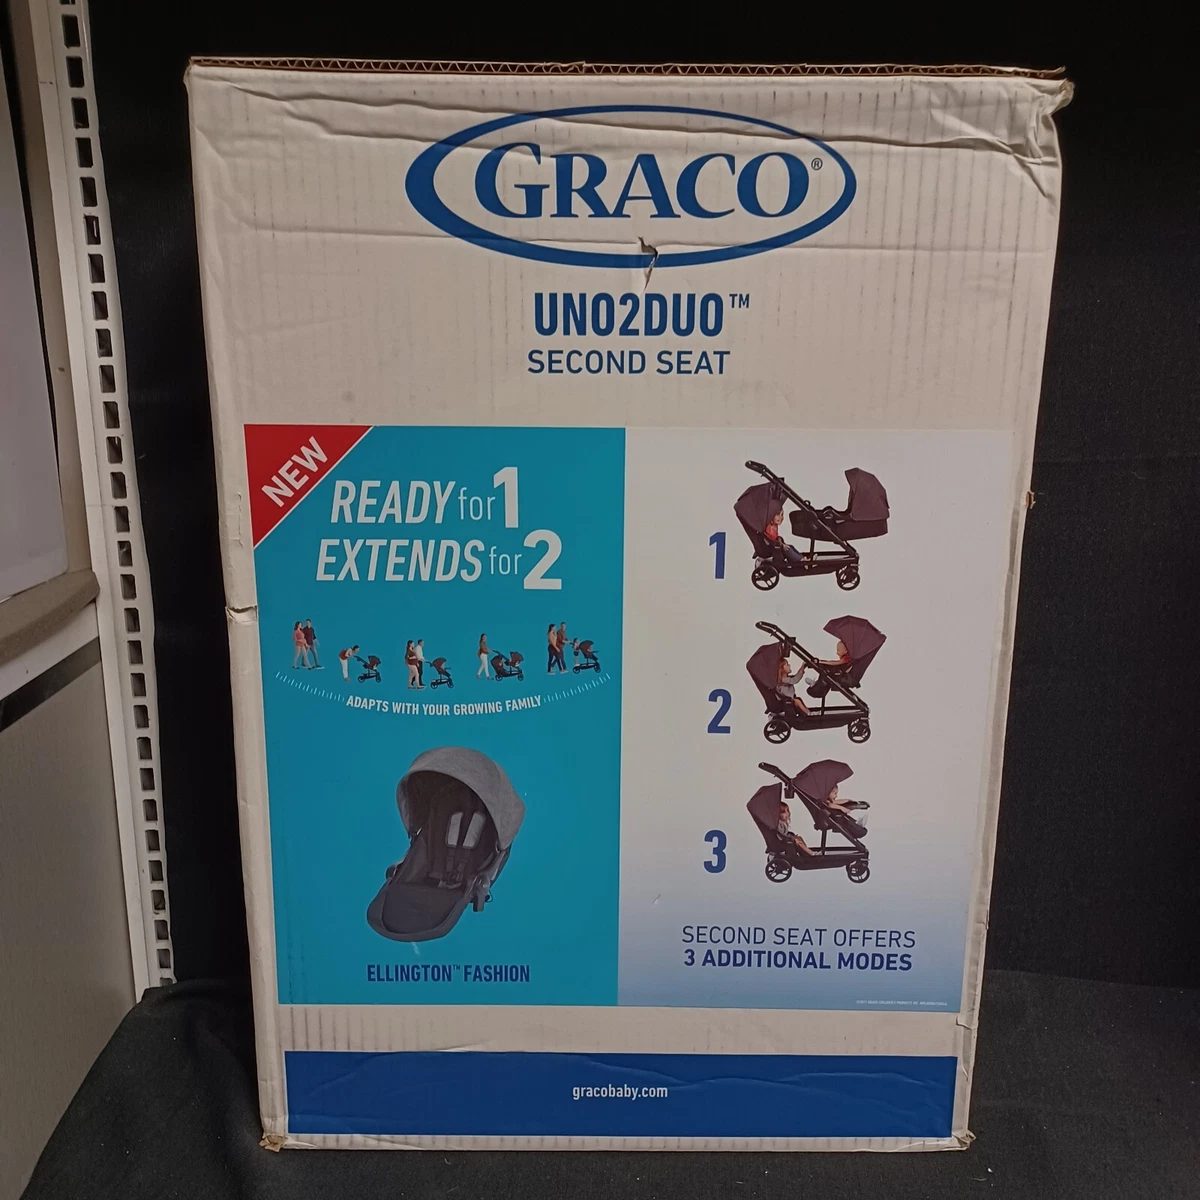 GRACO®
UNO2DUO™
SECOND SEAT
NEW
READY for 1
EXTENDS for 2
ADAPTS WITH YOUR GROWING FAMILY
ELLINGTON™ FASHION
1
2
3
SECOND SEAT OFFERS
3 ADDITIONAL MODES
gracobaby.com